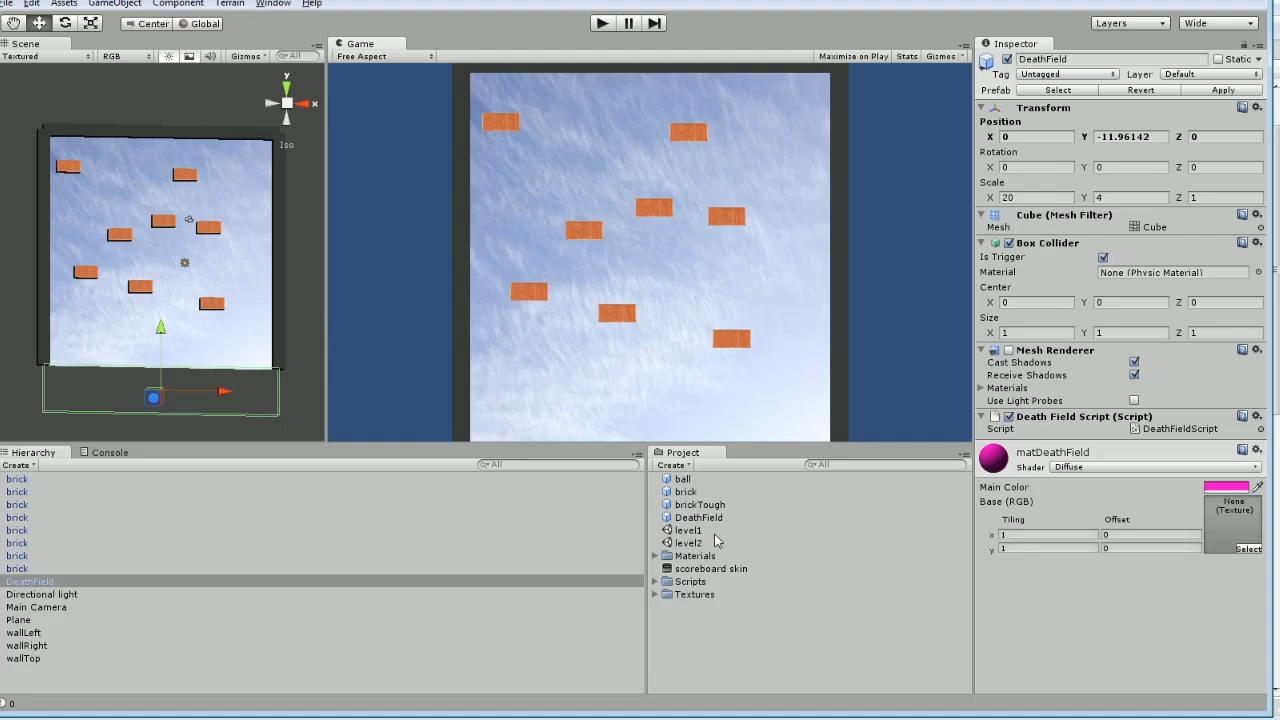 File Edit Assets GameObject Component Terrain Window Help
Center Global Layers Wide
Scene Game Inspector
Textured RGB Gizmos All Free Aspect Maximize on Play Stats Gizmos
DeathField Static
Tag Untagged Layer Default
Prefab Select Revert Apply
Transform
Position
X 0 Y -11.96142 Z 0
Rotation
X 0 Y 0 Z 0
Scale
X 20 Y 4 Z 1
Cube (Mesh Filter)
Mesh Cube
Box Collider
Is Trigger
Material None (Physic Material)
Center
X 0 Y 0 Z 0
Size
X 1 Y 1 Z 1
Mesh Renderer
Cast Shadows
Receive Shadows
Materials
Use Light Probes
Death Field Script (Script)
Script DeathFieldScript
matDeathField
Shader Diffuse
Main Color
Base (RGB)
None
(Texture)
Tiling Offset
x 1 0
y 1 0
Select
y
x
Iso
Hierarchy Console
Create All
brick
brick
brick
brick
brick
brick
brick
brick
DeathField
Directional light
Main Camera
Plane
wallLeft
wallRight
wallTop
Project
Create All
ball
brick
brickTough
DeathField
level1
level2
Materials
scoreboard skin
Scripts
Textures
0